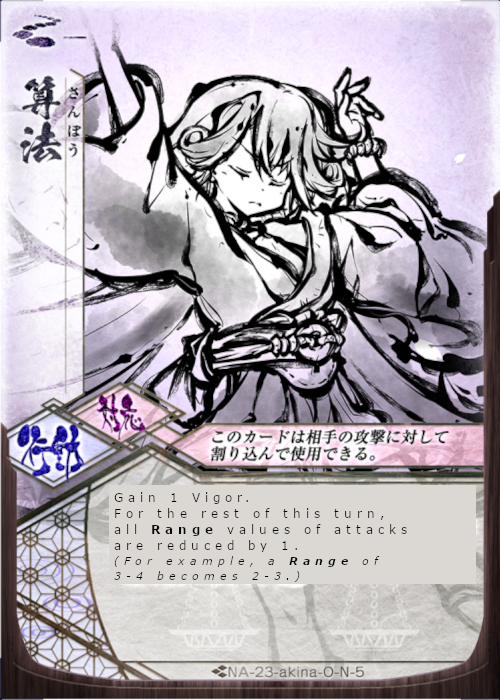 算法
さんぽう
対応
行動
このカードは相手の攻撃に対して
割り込んで使用できる。
Gain 1 Vigor.
For the rest of this turn,
all Range values of attacks
are reduced by 1.
(For example, a Range of
3-4 becomes 2-3.)
NA-23-akina-O-N-5